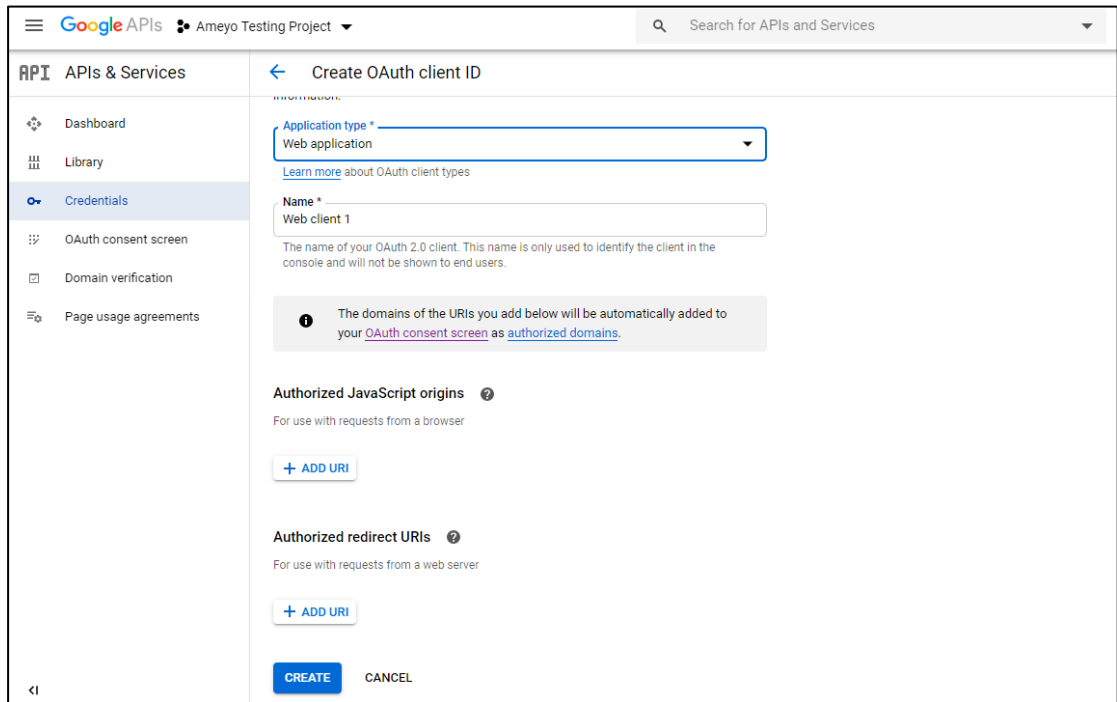 Google APIs Ameyo Testing Project Search for APIs and Services
API APIs & Services
Dashboard
Library
Credentials
OAuth consent screen
Domain verification
Page usage agreements
Create OAuth client ID
information.
Application type *
Web application
Learn more about OAuth client types
Name *
Web client 1
The name of your OAuth 2.0 client. This name is only used to identify the client in the
console and will not be shown to end users.
The domains of the URIs you add below will be automatically added to
your OAuth consent screen as authorized domains.
Authorized JavaScript origins
For use with requests from a browser
+ ADD URI
Authorized redirect URIs
For use with requests from a web server
+ ADD URI
CREATE CANCEL